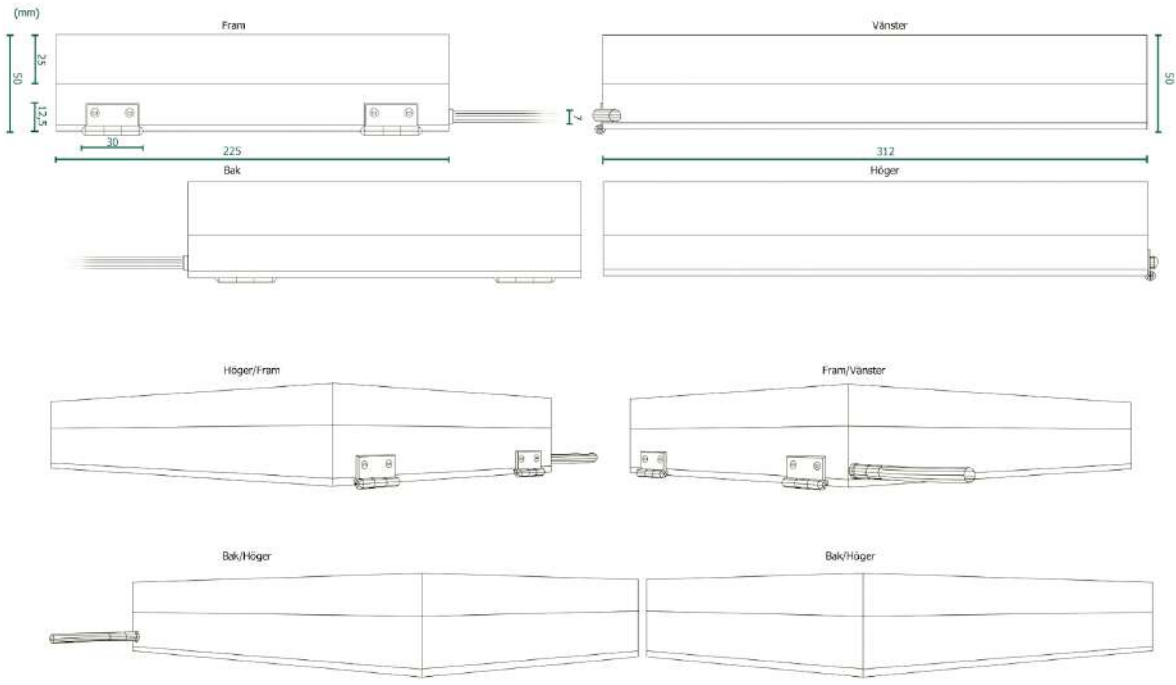 (mm)
Fram
Vänster
50
25
12,5
30
7
50
225
312
Bak
Höger
Höger/Fram
Fram/Vänster
Bak/Höger
Bak/Höger